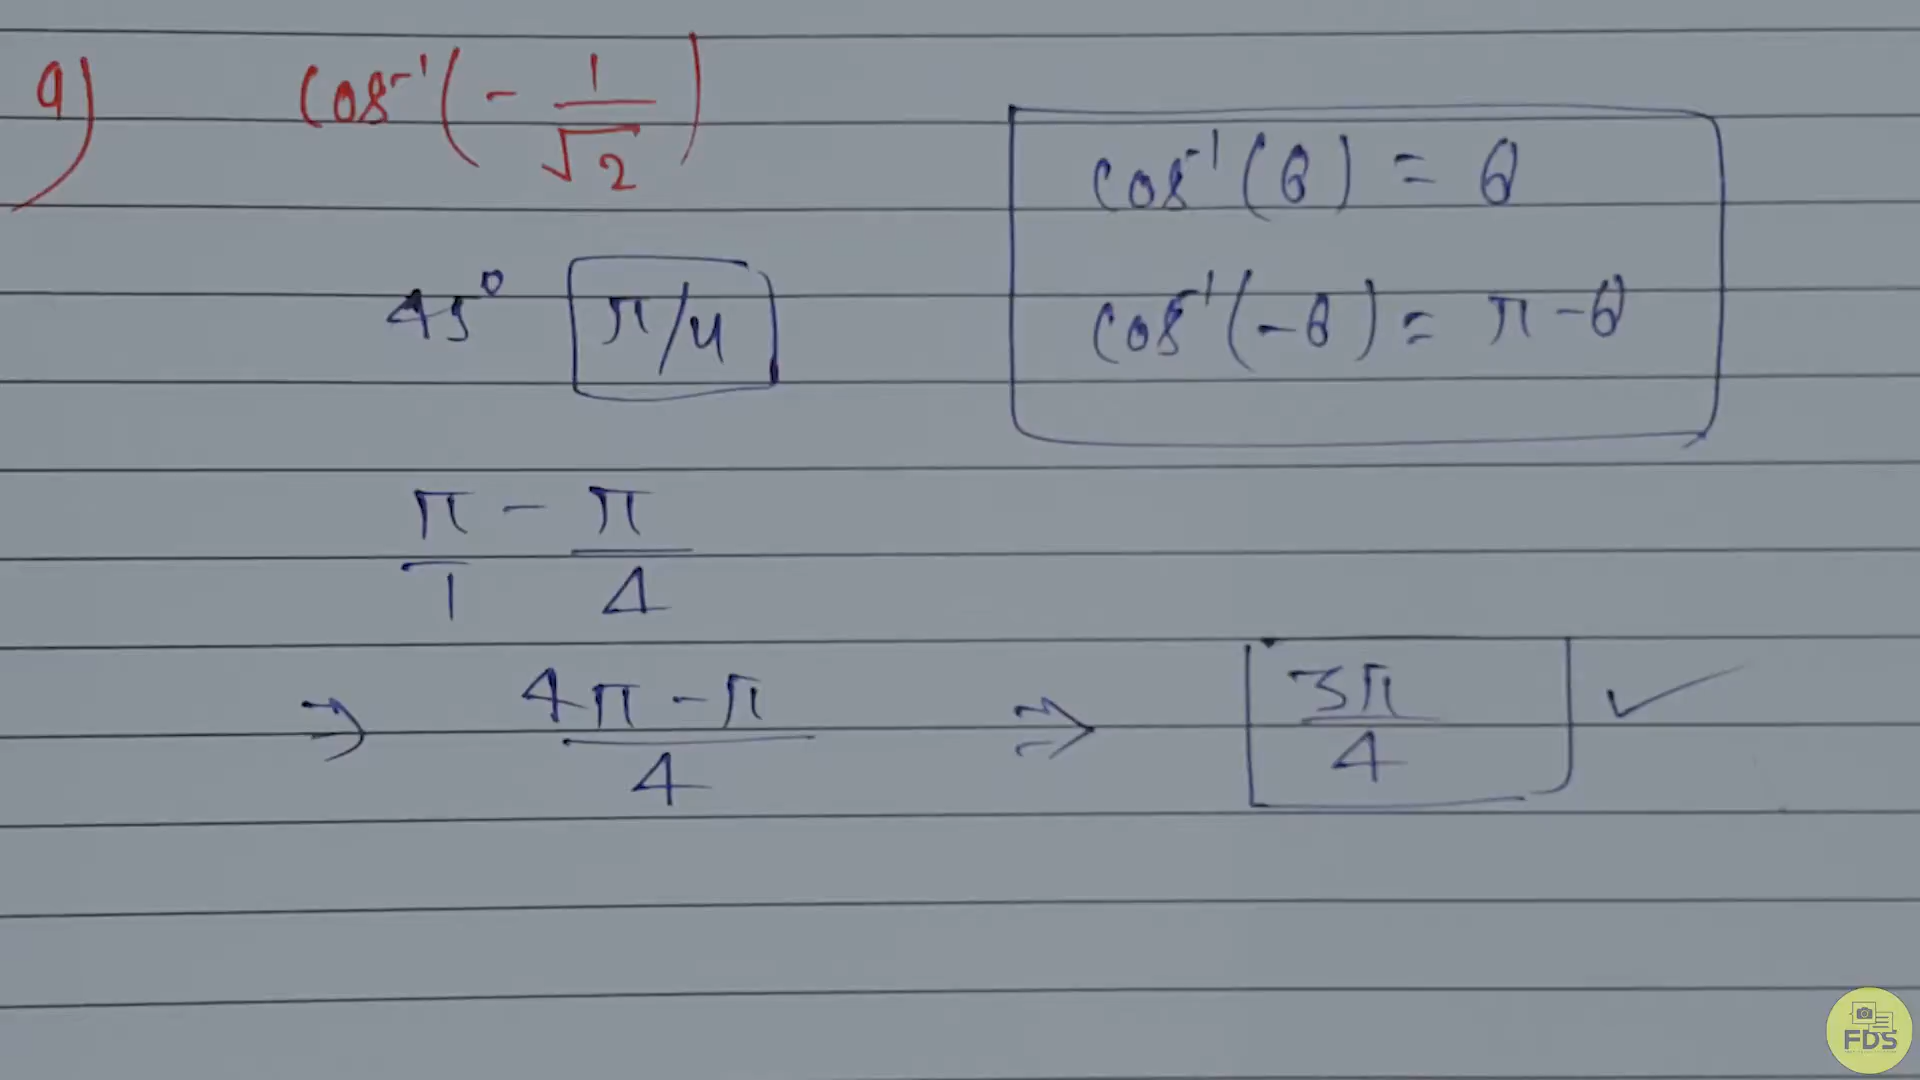 9) cos⁻¹(-1/√2)
cos⁻¹(θ) = θ
cos⁻¹(-θ) = π - θ
45° π/4
π/1 - π/4
⇒ (4π - π)/4 ⇒ 3π/4 ✓
FDS